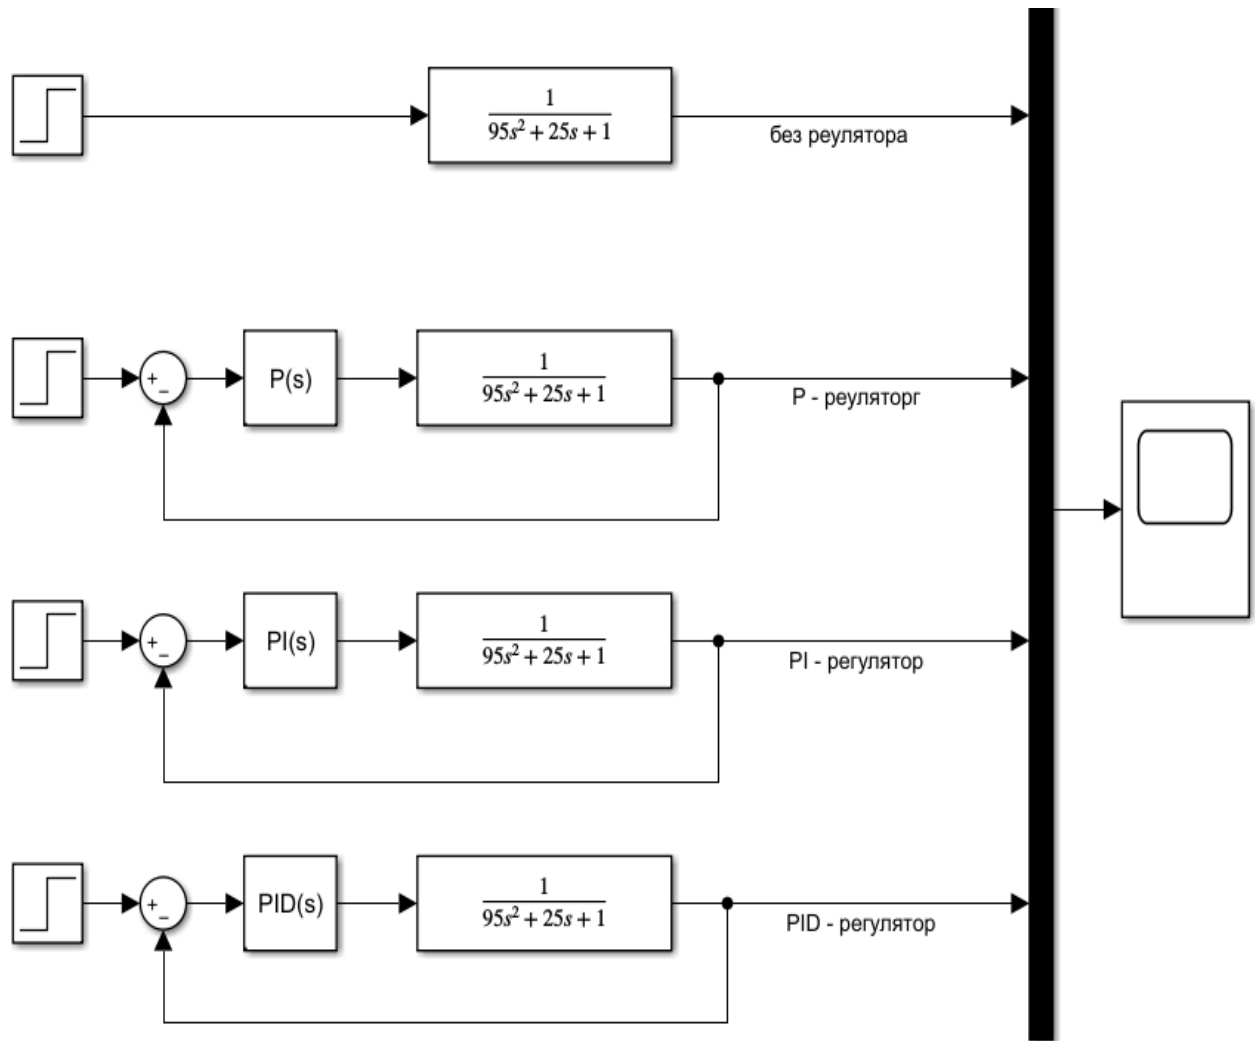 1
95s² + 25s + 1
без реулятора
+
−
P(s)
1
95s² + 25s + 1
P - реуляторг
+
−
PI(s)
1
95s² + 25s + 1
PI - регулятор
+
−
PID(s)
1
95s² + 25s + 1
PID - регулятор